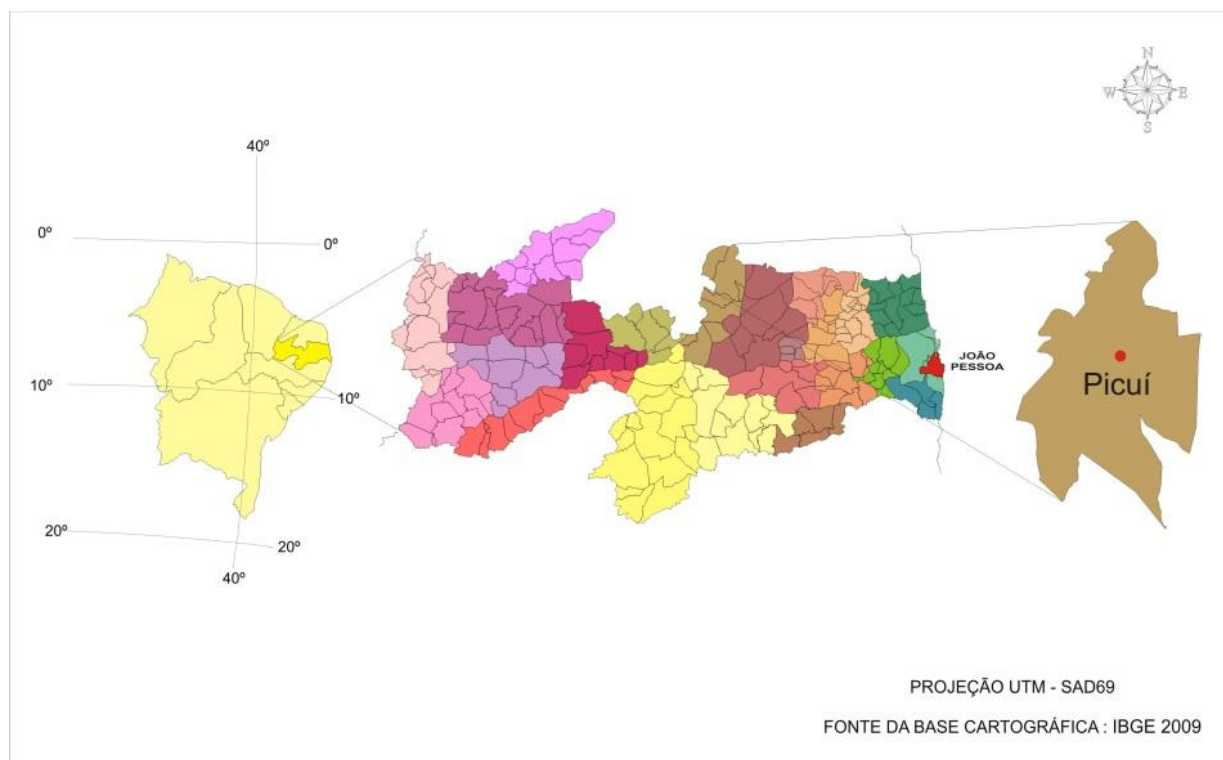 N
W E
S
40º
0º
0º
10º
10º
20º
20º
40º
JOÃO
PESSOA
Picuí
PROJEÇÃO UTM - SAD69
FONTE DA BASE CARTOGRÁFICA : IBGE 2009